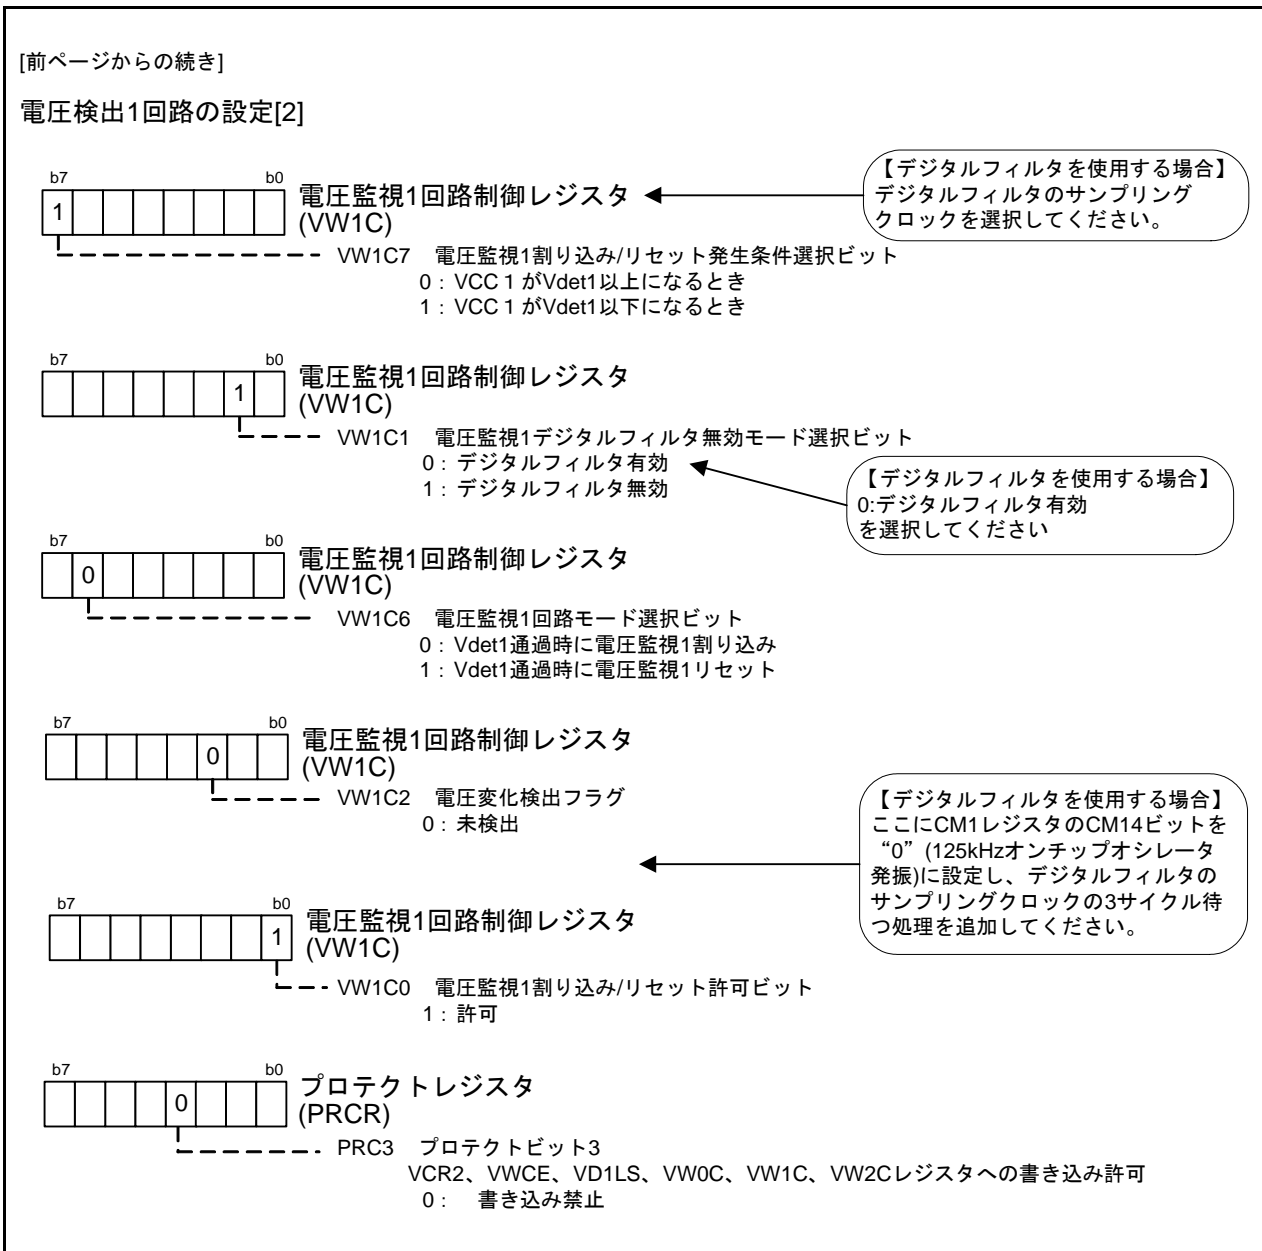 [前ページからの続き]
電圧検出1回路の設定[2]
b7 b0
1
電圧監視1回路制御レジスタ
(VW1C)
【デジタルフィルタを使用する場合】
デジタルフィルタのサンプリング
クロックを選択してください。
VW1C7 電圧監視1割り込み/リセット発生条件選択ビット
0：VCC１がVdet1以上になるとき
1：VCC１がVdet1以下になるとき
b7 b0
1
電圧監視1回路制御レジスタ
(VW1C)
VW1C1 電圧監視1デジタルフィルタ無効モード選択ビット
0：デジタルフィルタ有効
1：デジタルフィルタ無効
【デジタルフィルタを使用する場合】
0:デジタルフィルタ有効
を選択してください
b7 b0
0
電圧監視1回路制御レジスタ
(VW1C)
VW1C6 電圧監視1回路モード選択ビット
0：Vdet1通過時に電圧監視1割り込み
1：Vdet1通過時に電圧監視1リセット
b7 b0
0
電圧監視1回路制御レジスタ
(VW1C)
VW1C2 電圧変化検出フラグ
0：未検出
【デジタルフィルタを使用する場合】
ここにCM1レジスタのCM14ビットを
“0”(125kHzオンチップオシレータ
発振)に設定し、デジタルフィルタの
サンプリングクロックの3サイクル待
つ処理を追加してください。
b7 b0
1
電圧監視1回路制御レジスタ
(VW1C)
VW1C0 電圧監視1割り込み/リセット許可ビット
1：許可
b7 b0
0
プロテクトレジスタ
(PRCR)
PRC3 プロテクトビット3
VCR2、VWCE、VD1LS、VW0C、VW1C、VW2Cレジスタへの書き込み許可
0： 書き込み禁止